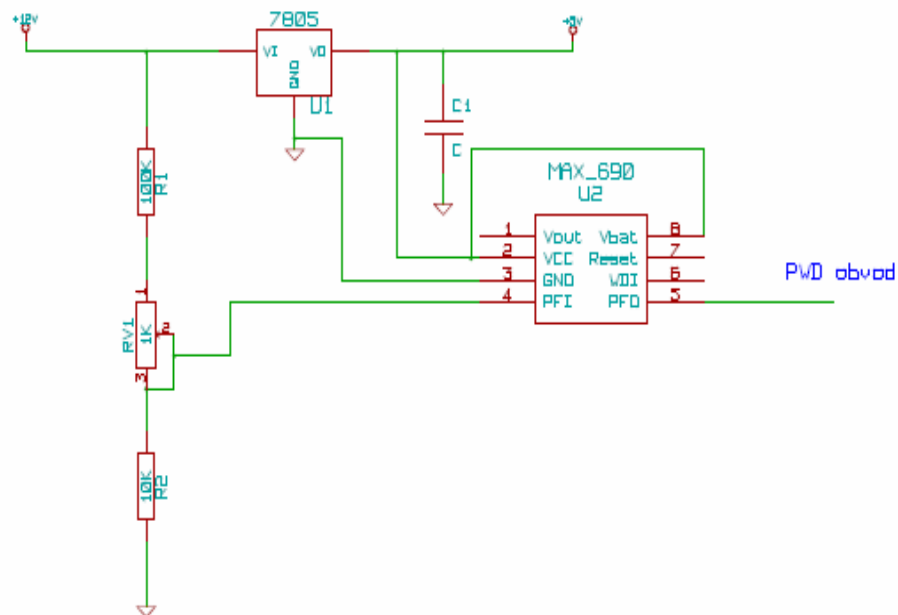 +12V
7805
+5V
VI
VO
GND
U1
C1
C
100K
R1
MAX_690
U2
1
Vout
Vbat
8
2
VCC
Reset
7
3
GND
WDI
6
4
PFI
PFO
5
PWD obvod
1
RV1
1K
2
3
10K
R2